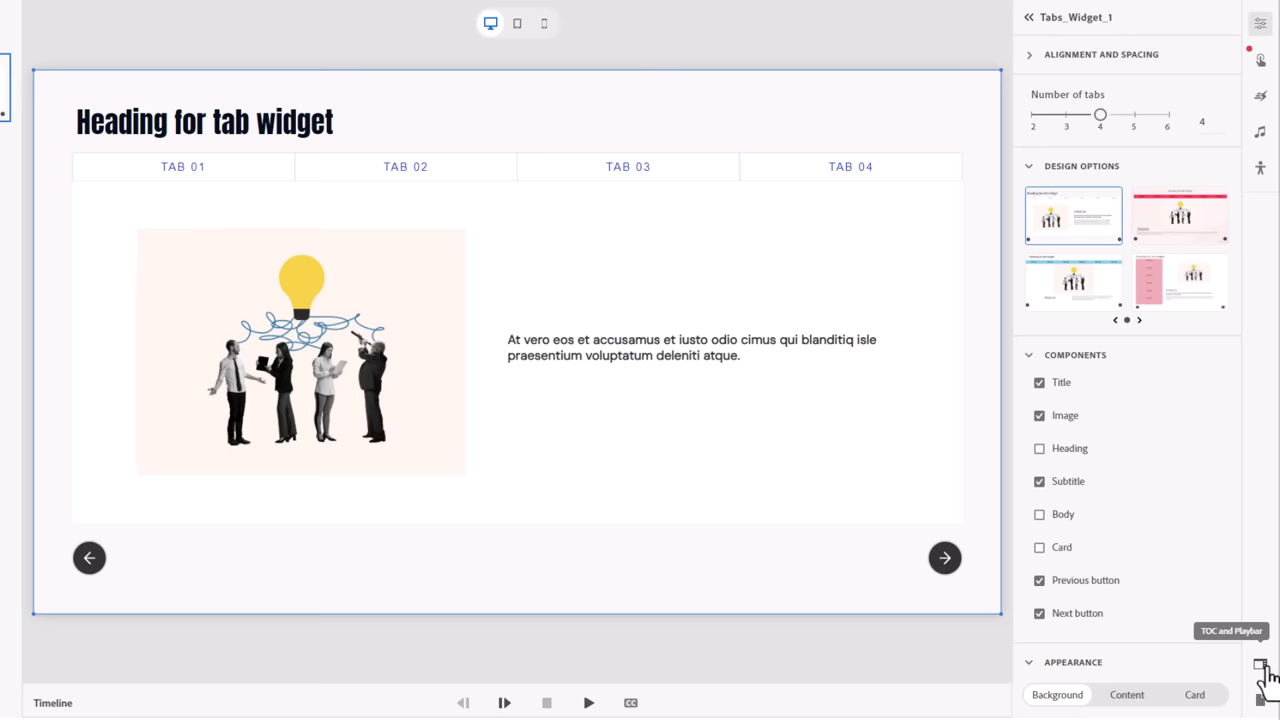 Tabs_Widget_1
ALIGNMENT AND SPACING
Number of tabs
2 3 4 5 6
4
DESIGN OPTIONS
COMPONENTS
Title
Image
Heading
Subtitle
Body
Card
Previous button
Next button
TOC and Playbar
APPEARANCE
Background Content Card
Heading for tab widget
TAB 01 TAB 02 TAB 03 TAB 04
At vero eos et accusamus et iusto odio cimus qui blanditiq isle
praesentium voluptatum deleniti atque.
Timeline
CC